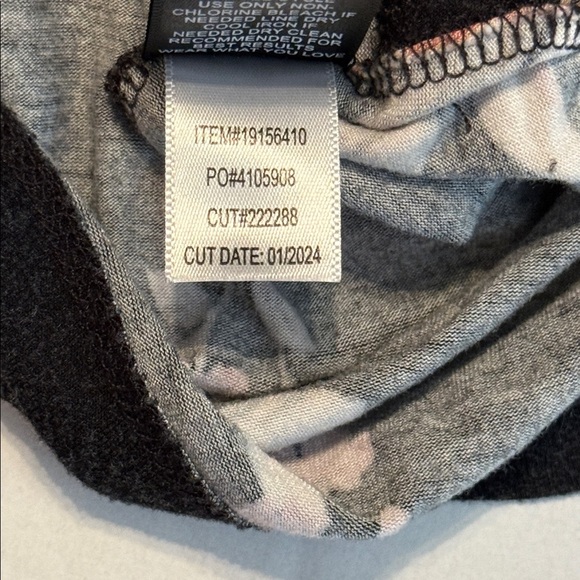 USE ONLY NON-
CHLORINE BLEACH IF
NEEDED LINE DRY
COOL IRON IF
NEEDED DRY CLEAN
RECOMMENDED FOR
BEST RESULTS
WEAR WHAT YOU LOVE
ITEM#19156410
PO#4105908
CUT#222288
CUT DATE: 01/2024